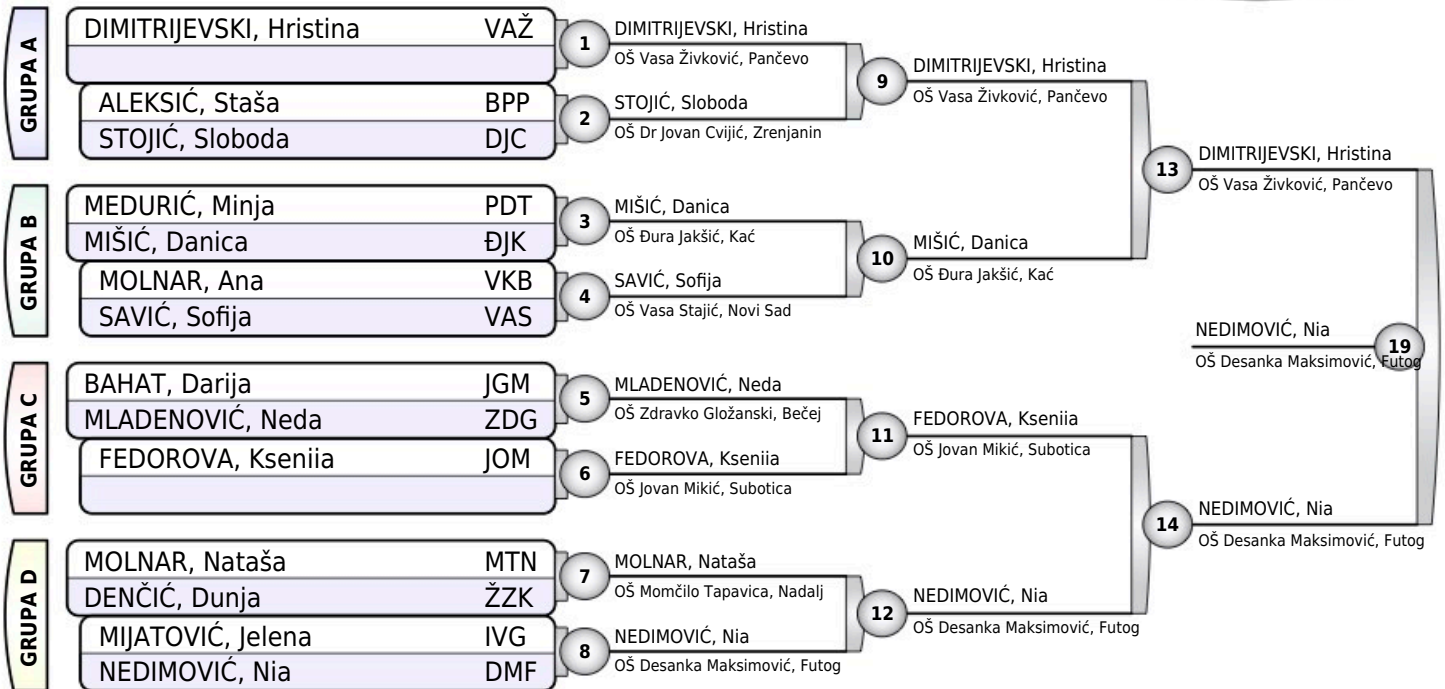 GRUPA A
DIMITRIJEVSKI, Hristina VAŽ
ALEKSIĆ, Staša BPP
STOJIĆ, Sloboda DJC
GRUPA B
MEDURIĆ, Minja PDT
MIŠIĆ, Danica ĐJK
MOLNAR, Ana VKB
SAVIĆ, Sofija VAS
GRUPA C
BAHAT, Darija JGM
MLADENOVIĆ, Neda ZDG
FEDOROVA, Kseniia JOM
GRUPA D
MOLNAR, Nataša MTN
DENČIĆ, Dunja ŽZK
MIJATOVIĆ, Jelena IVG
NEDIMOVIĆ, Nia DMF
1
DIMITRIJEVSKI, Hristina
OŠ Vasa Živković, Pančevo
2
STOJIĆ, Sloboda
OŠ Dr Jovan Cvijić, Zrenjanin
3
MIŠIĆ, Danica
OŠ Đura Jakšić, Kać
4
SAVIĆ, Sofija
OŠ Vasa Stajić, Novi Sad
5
MLADENOVIĆ, Neda
OŠ Zdravko Gložanski, Bečej
6
FEDOROVA, Kseniia
OŠ Jovan Mikić, Subotica
7
MOLNAR, Nataša
OŠ Momčilo Tapavica, Nadalj
8
NEDIMOVIĆ, Nia
OŠ Desanka Maksimović, Futog
9
DIMITRIJEVSKI, Hristina
OŠ Vasa Živković, Pančevo
10
MIŠIĆ, Danica
OŠ Đura Jakšić, Kać
11
FEDOROVA, Kseniia
OŠ Jovan Mikić, Subotica
12
NEDIMOVIĆ, Nia
OŠ Desanka Maksimović, Futog
13
DIMITRIJEVSKI, Hristina
OŠ Vasa Živković, Pančevo
14
NEDIMOVIĆ, Nia
OŠ Desanka Maksimović, Futog
NEDIMOVIĆ, Nia
19
OŠ Desanka Maksimović, Futog